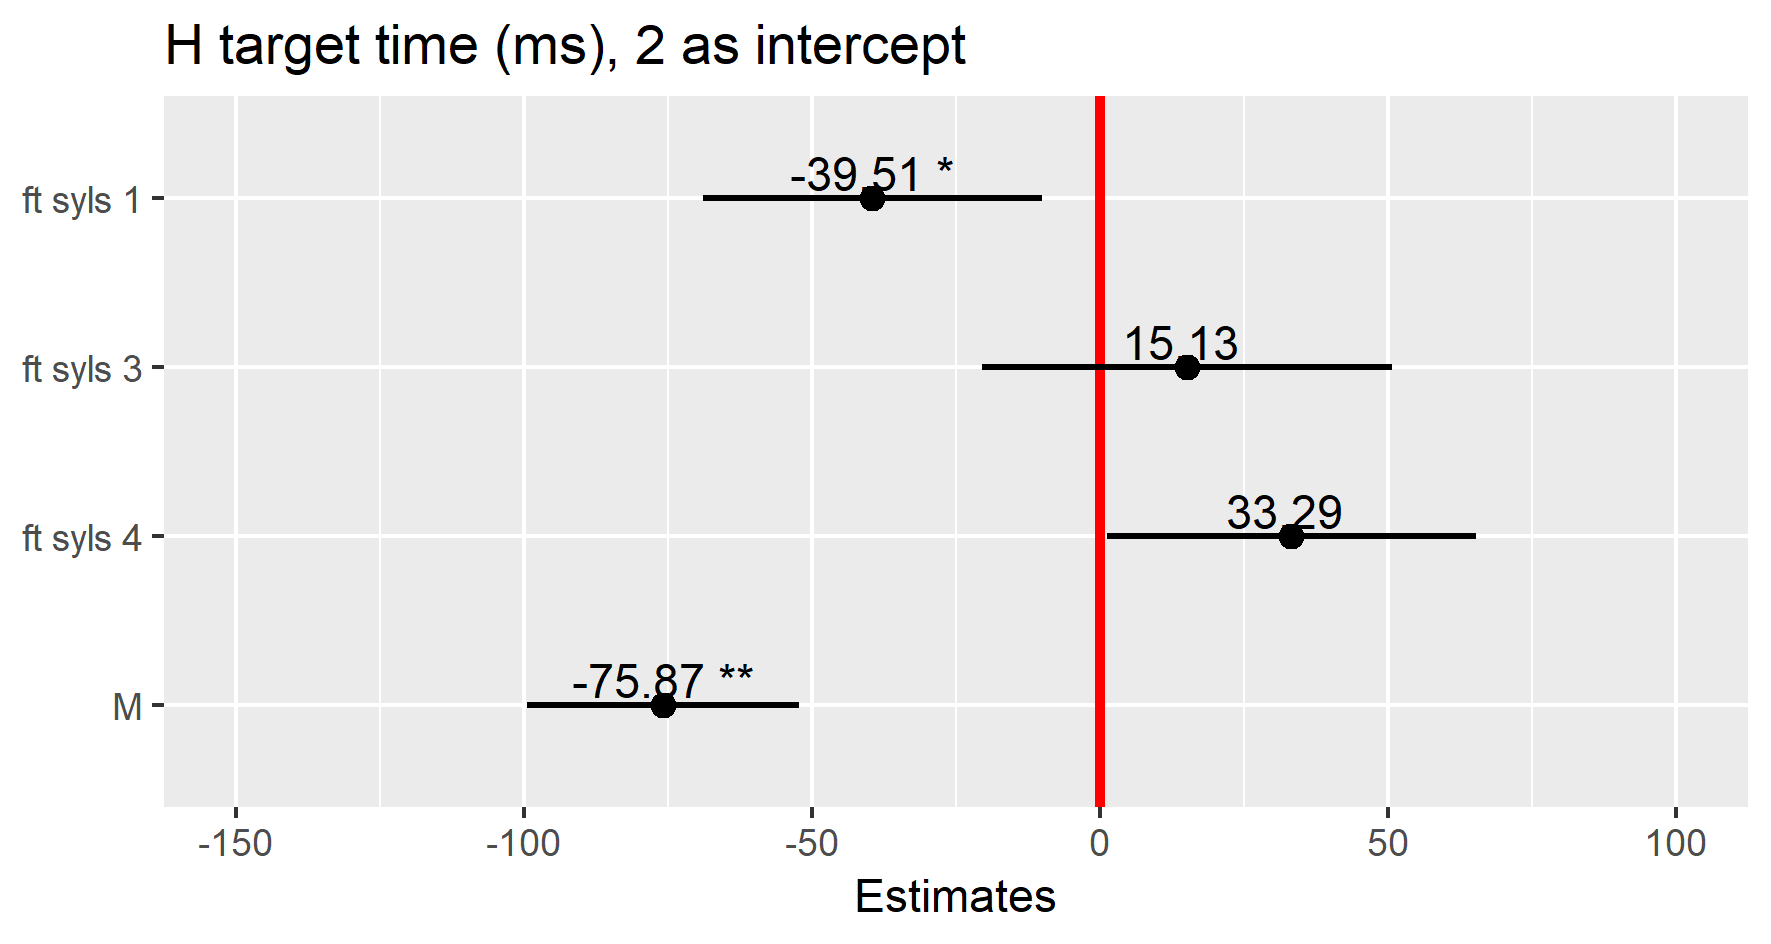 H target time (ms), 2 as intercept
ft syls 1
-39.51 *
ft syls 3
15.13
ft syls 4
33.29
M
-75.87 **
-150 -100 -50 0 50 100
Estimates